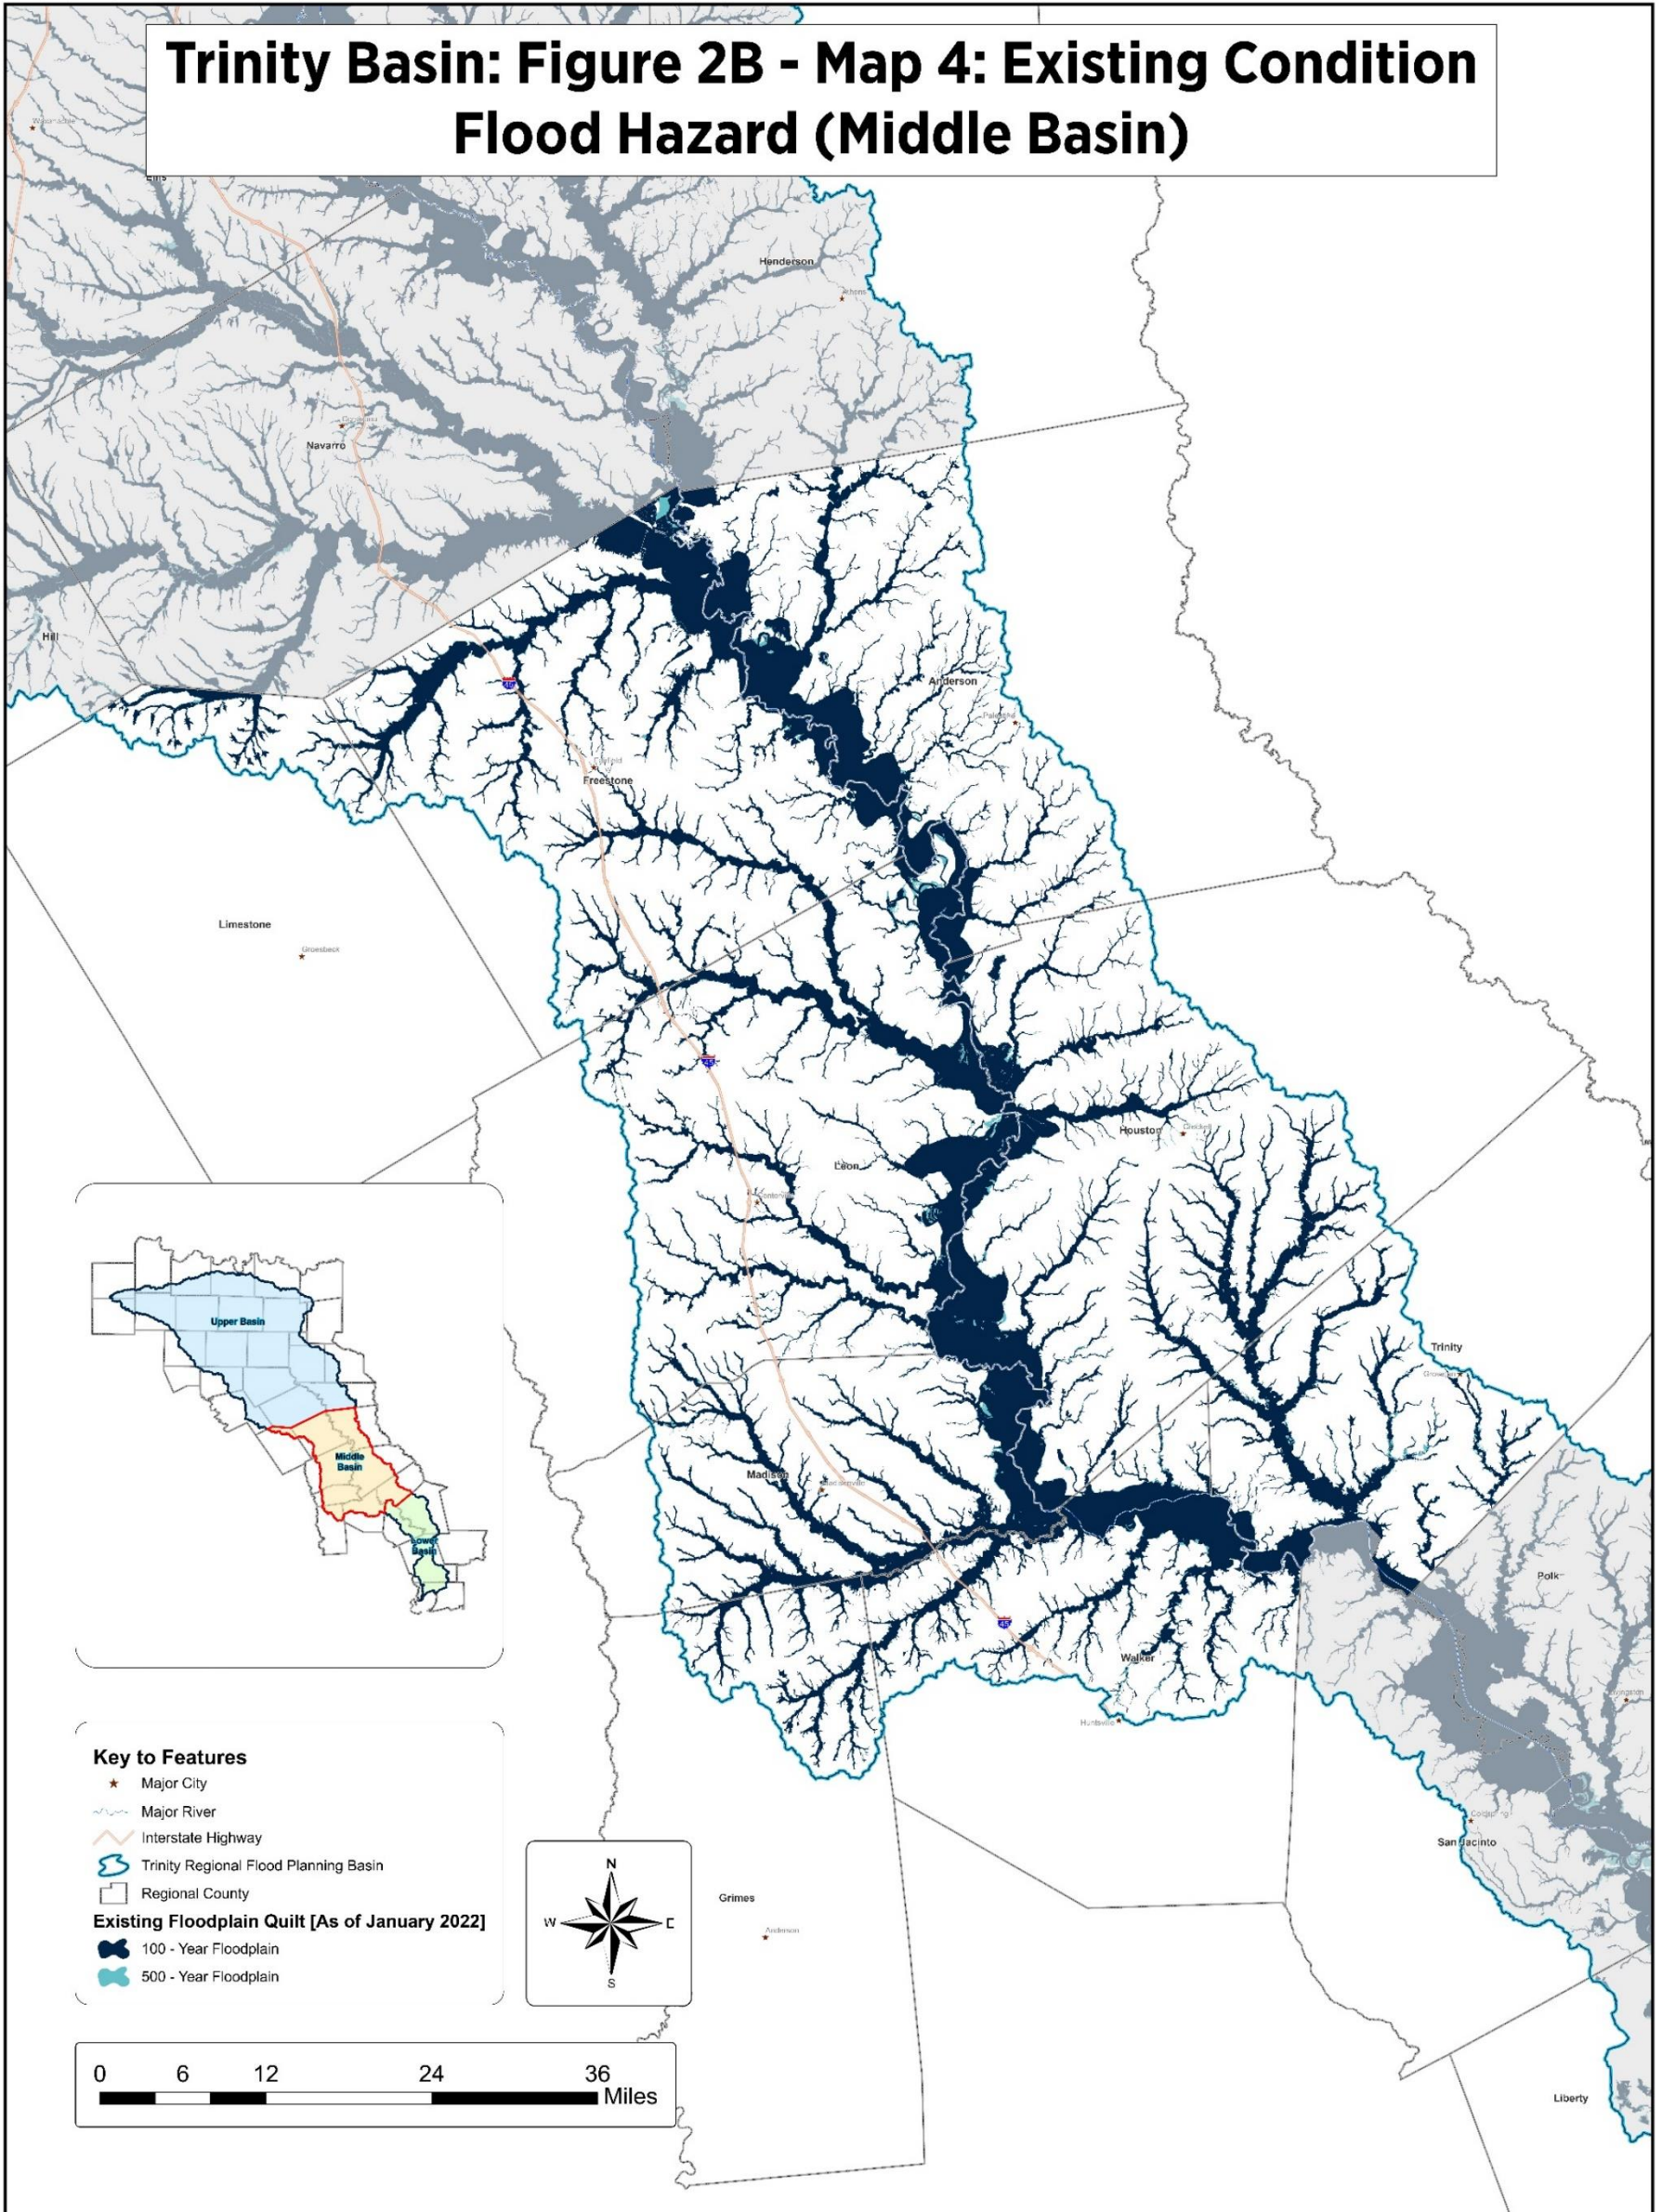 Trinity Basin: Figure 2B - Map 4: Existing Condition
Flood Hazard (Middle Basin)
Henderson
Athens
Navarro
Hill
45
Anderson
Palestine
Fairfield
Freestone
Limestone
Groesbeck
45
Houston
Crockett
Leon
Centerville
Trinity
Groveton
Madison
Madisonville
Polk
45
Walker
Huntsville
Livingston
Coldspring
San Jacinto
Grimes
Anderson
Liberty
Upper Basin
Middle
Basin
Lower
Basin
Key to Features
Major City
Major River
Interstate Highway
Trinity Regional Flood Planning Basin
Regional County
Existing Floodplain Quilt [As of January 2022]
100 - Year Floodplain
500 - Year Floodplain
N
W E
S
0 6 12 24 36
Miles